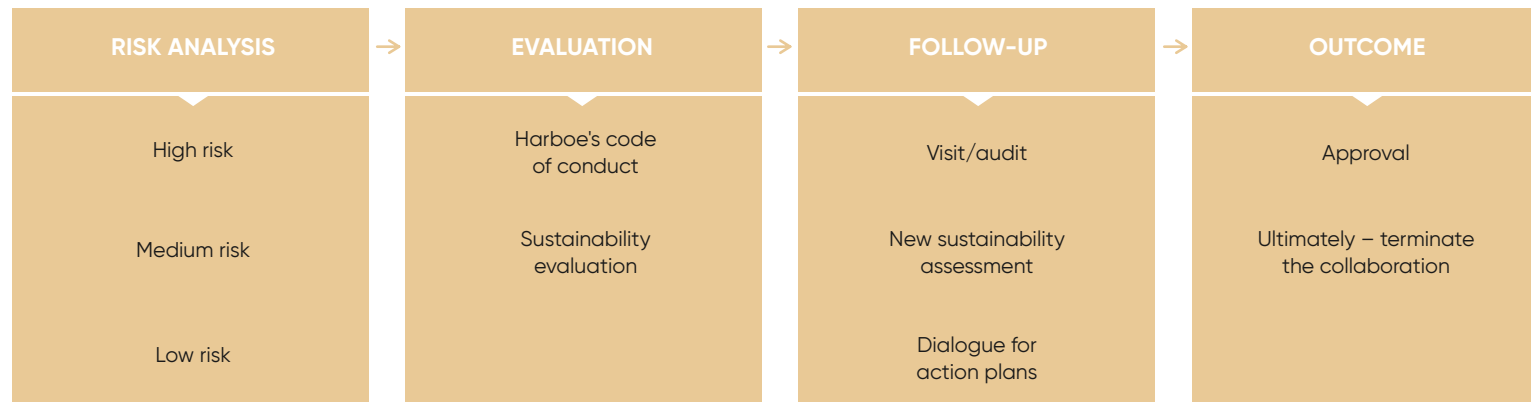 RISK ANALYSIS
High risk
Medium risk
Low risk
EVALUATION
Harboe's code
of conduct
Sustainability
evaluation
FOLLOW-UP
Visit/audit
New sustainability
assessment
Dialogue for
action plans
OUTCOME
Approval
Ultimately – terminate
the collaboration